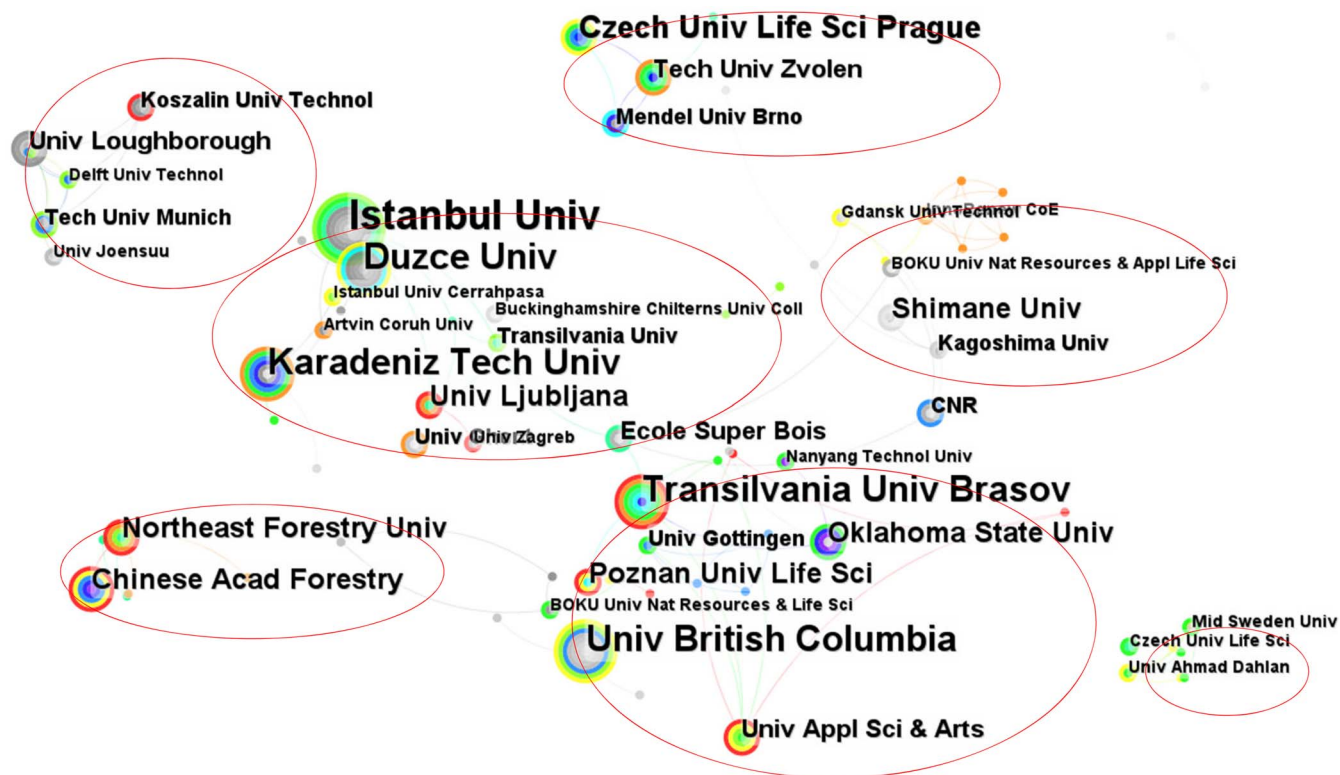 Czech Univ Life Sci Prague
Tech Univ Zvolen
Mendel Univ Brno
Koszalin Univ Technol
Univ Loughborough
Delft Univ Technol
Tech Univ Munich
Univ Joensuu
Istanbul Univ
Duzce Univ
Istanbul Univ Cerrahpasa
Buckinghamshire Chilterns Univ Coll
Artvin Coruh Univ
Transilvania Univ
Karadeniz Tech Univ
Univ Ljubljana
Univ
Univ Zagreb
Gdansk Univ Technol
CoE
BOKU Univ Nat Resources & Appl Life Sci
Shimane Univ
Kagoshima Univ
CNR
Ecole Super Bois
Nanyang Technol Univ
Transilvania Univ Brasov
Univ Gottingen
Oklahoma State Univ
Poznan Univ Life Sci
BOKU Univ Nat Resources & Life Sci
Univ British Columbia
Univ Appl Sci & Arts
Northeast Forestry Univ
Chinese Acad Forestry
Mid Sweden Univ
Czech Univ Life Sci
Univ Ahmad Dahlan